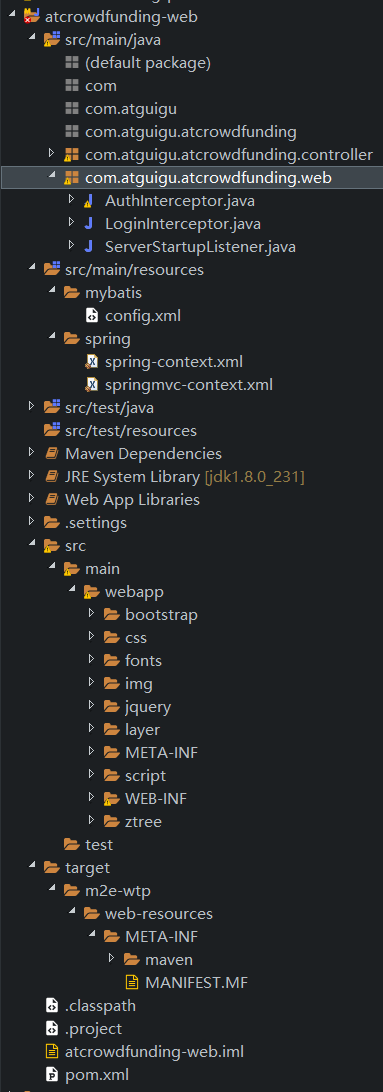 atcrowdfunding-web
src/main/java
(default package)
com
com.atguigu
com.atguigu.atcrowdfunding
com.atguigu.atcrowdfunding.controller
com.atguigu.atcrowdfunding.web
AuthInterceptor.java
LoginInterceptor.java
ServerStartupListener.java
src/main/resources
mybatis
config.xml
spring
spring-context.xml
springmvc-context.xml
src/test/java
src/test/resources
Maven Dependencies
JRE System Library [jdk1.8.0_231]
Web App Libraries
.settings
src
main
webapp
bootstrap
css
fonts
img
jquery
layer
META-INF
script
WEB-INF
ztree
test
target
m2e-wtp
web-resources
META-INF
maven
MANIFEST.MF
.classpath
.project
atcrowdfunding-web.iml
pom.xml